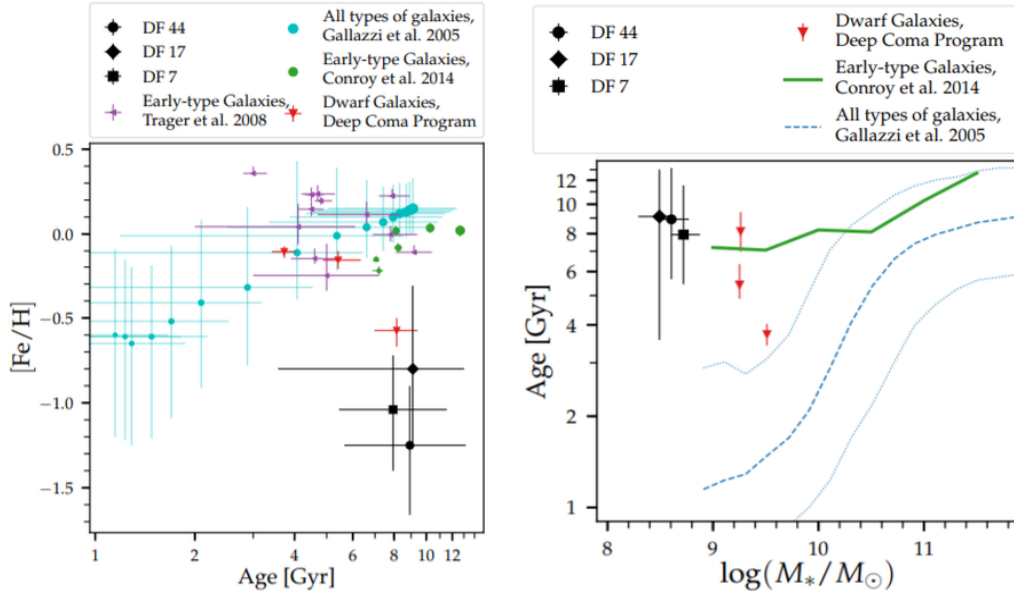 DF 44
DF 17
DF 7
Early-type Galaxies,
Trager et al. 2008
All types of galaxies,
Gallazzi et al. 2005
Early-type Galaxies,
Conroy et al. 2014
Dwarf Galaxies,
Deep Coma Program
0.5
0.0
−0.5
−1.0
−1.5
[Fe/H]
1 2 4 6 8 10 12
Age [Gyr]
DF 44
DF 17
DF 7
Dwarf Galaxies,
Deep Coma Program
Early-type Galaxies,
Conroy et al. 2014
All types of galaxies,
Gallazzi et al. 2005
12
10
8
6
4
2
1
Age [Gyr]
8 9 10 11
log(M*/M⊙)